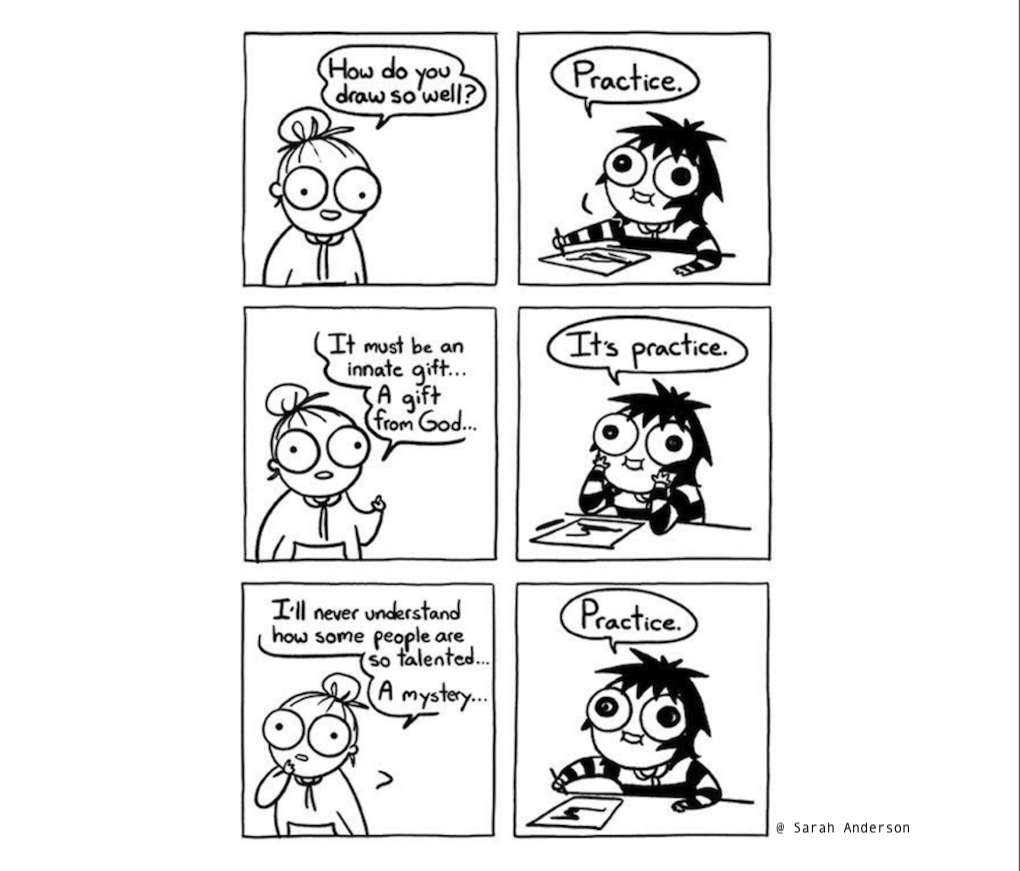 How do you
draw so well?
Practice.
It must be an
innate gift...
A gift
from God...
It's practice.
I'll never understand
how some people are
so talented...
A mystery...
Practice.
@ Sarah Anderson